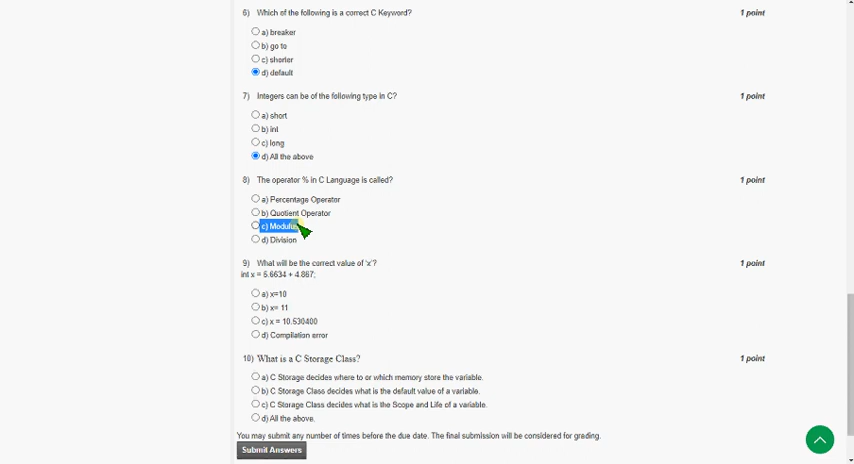 6) Which of the following is a correct C Keyword? 1 point
a) breaker
b) go to
c) shorter
d) default
7) Integers can be of the following type in C? 1 point
a) short
b) int
c) long
d) All the above
8) The operator % in C Language is called? 1 point
a) Percentage Operator
b) Quotient Operator
c) Modulus
d) Division
9) What will be the correct value of 'x'? 1 point
int x = 5.6634 + 4.867;
a) x=10
b) x= 11
c) x = 10.530400
d) Compilation error
10) What is a C Storage Class? 1 point
a) C Storage decides where to or which memory store the variable.
b) C Storage Class decides what is the default value of a variable.
c) C Storage Class decides what is the Scope and Life of a variable.
d) All the above.
You may submit any number of times before the due date. The final submission will be considered for grading.
Submit Answers